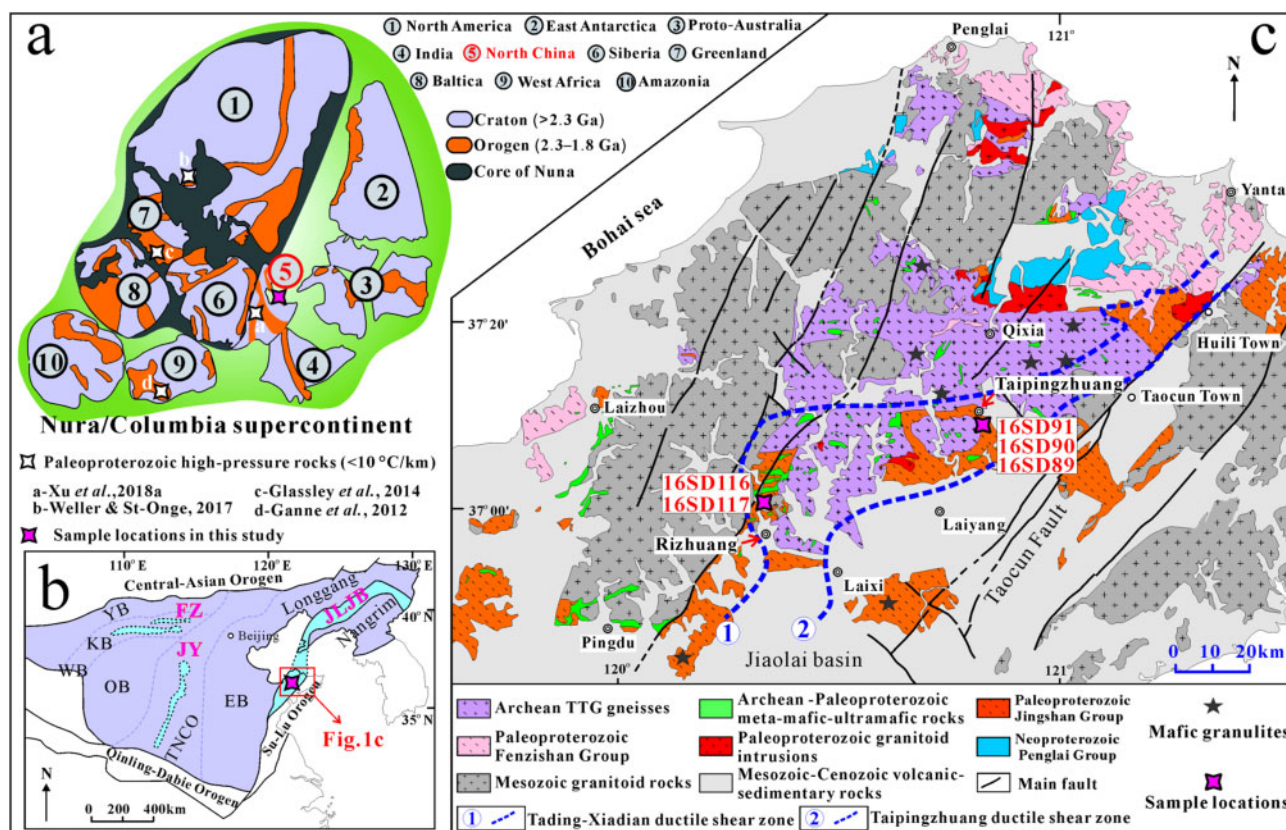 a
① North America ② East Antarctica ③ Proto-Australia
④ India ⑤ North China ⑥ Siberia ⑦ Greenland
⑧ Baltica ⑨ West Africa ⑩ Amazonia
Craton (>2.3 Ga)
Orogen (2.3–1.8 Ga)
Core of Nuna
1
b
2
7
c
5
3
8
6
a
4
10
9
d
Nura/Columbia supercontinent
Paleoproterozoic high-pressure rocks (<10 °C/km)
a-Xu et al.,2018a c-Glassley et al., 2014
b-Weller & St-Onge, 2017 d-Ganne et al., 2012
Sample locations in this study
b
110°E
120°E
130°E
Central-Asian Orogen
YB
FZ
Longgang
JLJB
Nangrim
40°N
KB
Beijing
JY
WB
OB
EB
TNCO
Su-Lu Orogen
35°N
Fig.1c
Qinling-Dabie Orogen
N
0 200 400km
c
121°
Penglai
N
Yanta
Bohai sea
37°20'
Qixia
Huili Town
Taipingzhuang
Taocun Town
Laizhou
16SD91
16SD90
16SD89
16SD116
16SD117
37°00'
Laiyang
Rizhuang
Taocun Fault
Laixi
1
2
Pingdu
Jiaolai basin
0 10 20km
120°
121°
Archean TTG gneisses
Archean -Paleoproterozoic
meta-mafic-ultramafic rocks
Paleoproterozoic
Jingshan Group
Mafic granulites
Paleoproterozoic
Fenzishan Group
Paleoproterozoic granitoid
intrusions
Neoproterozoic
Penglai Group
Mesozoic granitoid rocks
Mesozoic-Cenozoic volcanic-
sedimentary rocks
Main fault
Sample locations
① Tading-Xiadian ductile shear zone
② Taipingzhuang ductile shear zone